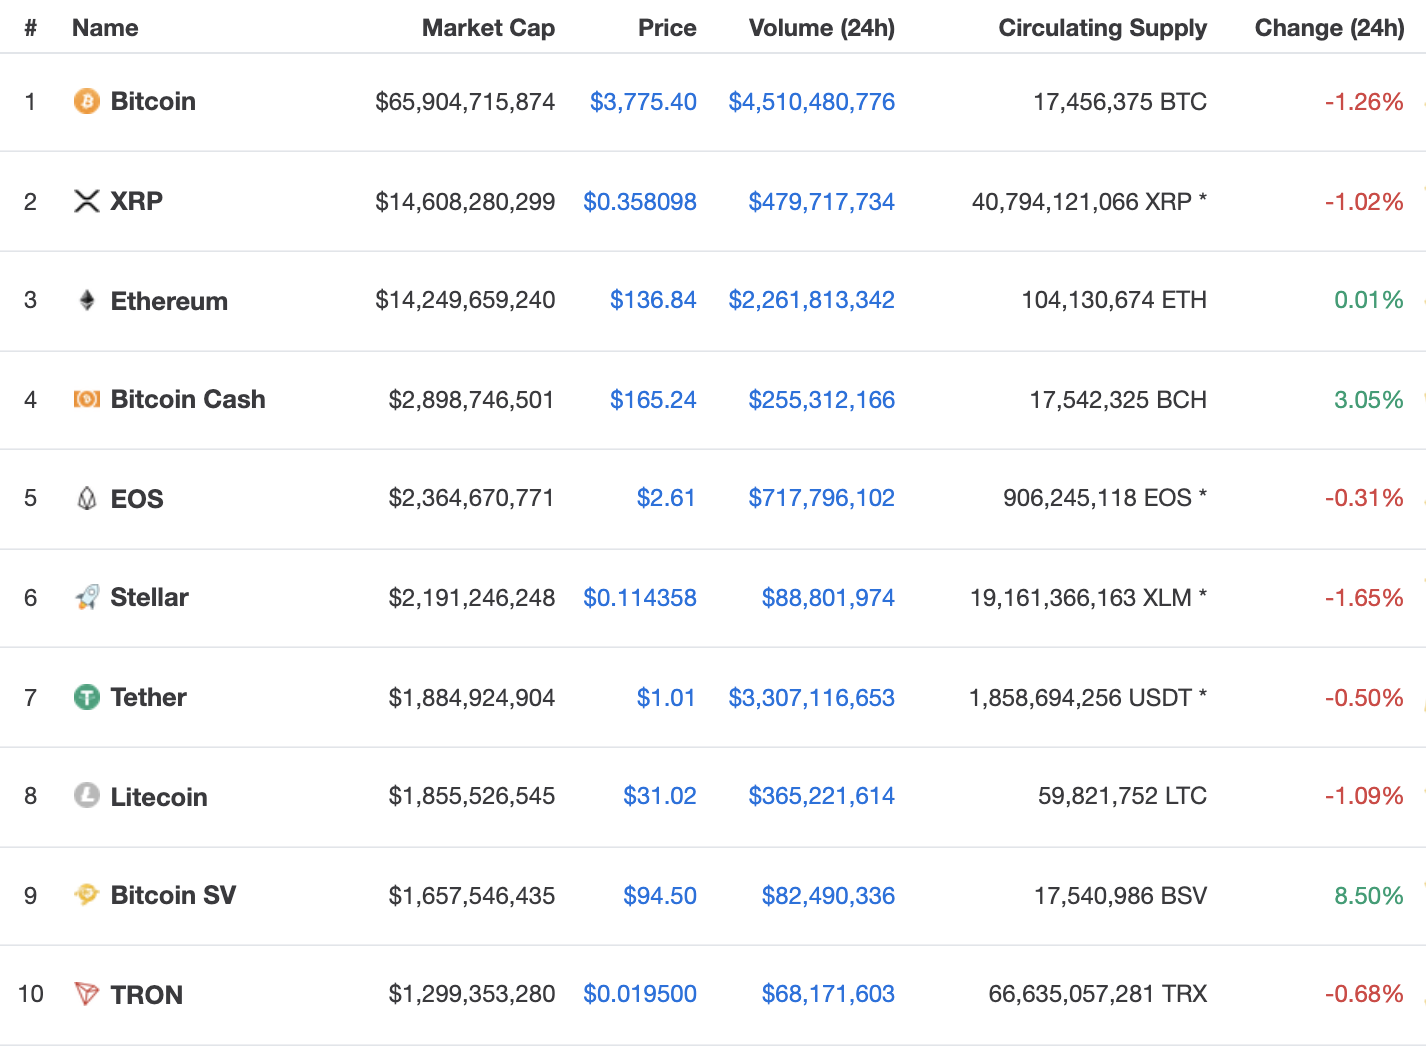 # Name Market Cap Price Volume (24h) Circulating Supply Change (24h)
1 Bitcoin $65,904,715,874 $3,775.40 $4,510,480,776 17,456,375 BTC -1.26%
2 XRP $14,608,280,299 $0.358098 $479,717,734 40,794,121,066 XRP * -1.02%
3 Ethereum $14,249,659,240 $136.84 $2,261,813,342 104,130,674 ETH 0.01%
4 Bitcoin Cash $2,898,746,501 $165.24 $255,312,166 17,542,325 BCH 3.05%
5 EOS $2,364,670,771 $2.61 $717,796,102 906,245,118 EOS * -0.31%
6 Stellar $2,191,246,248 $0.114358 $88,801,974 19,161,366,163 XLM * -1.65%
7 Tether $1,884,924,904 $1.01 $3,307,116,653 1,858,694,256 USDT * -0.50%
8 Litecoin $1,855,526,545 $31.02 $365,221,614 59,821,752 LTC -1.09%
9 Bitcoin SV $1,657,546,435 $94.50 $82,490,336 17,540,986 BSV 8.50%
10 TRON $1,299,353,280 $0.019500 $68,171,603 66,635,057,281 TRX -0.68%